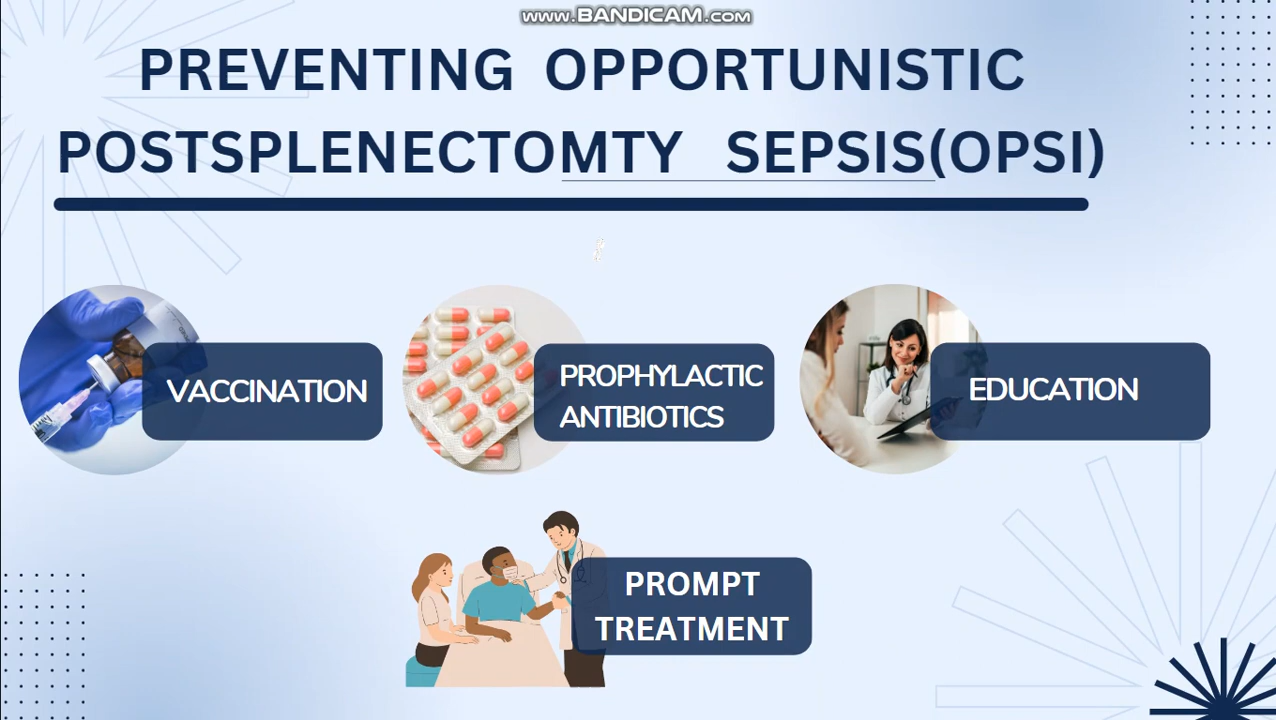 www.BANDICAM.com
PREVENTING OPPORTUNISTIC
POSTSPLENECTOMTY SEPSIS(OPSI)
VACCINATION
PROPHYLACTIC
ANTIBIOTICS
EDUCATION
PROMPT
TREATMENT